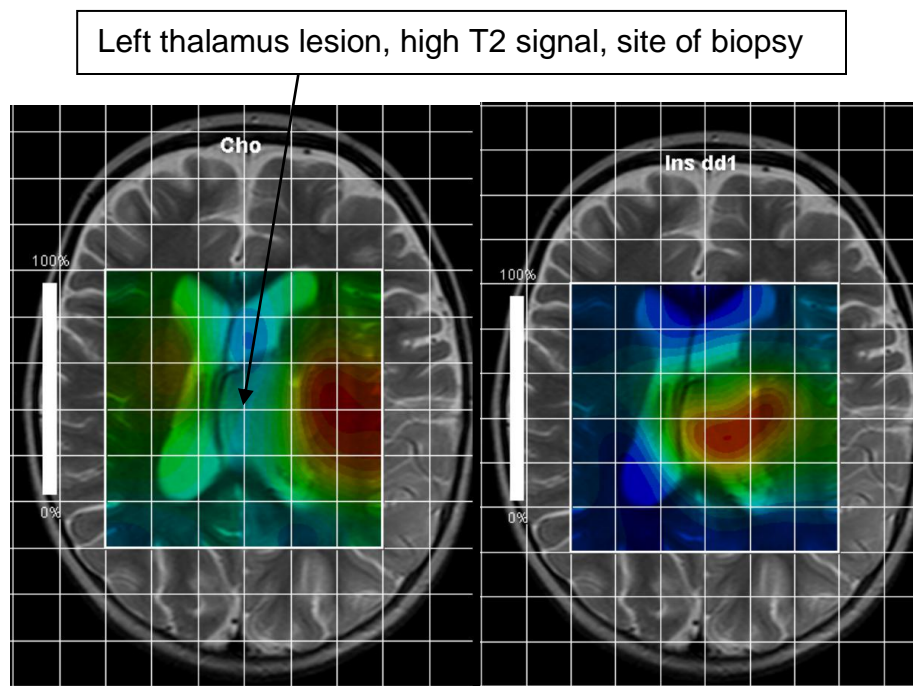 Left thalamus lesion, high T2 signal, site of biopsy
Cho
100%
0%
Ins dd1
100%
0%